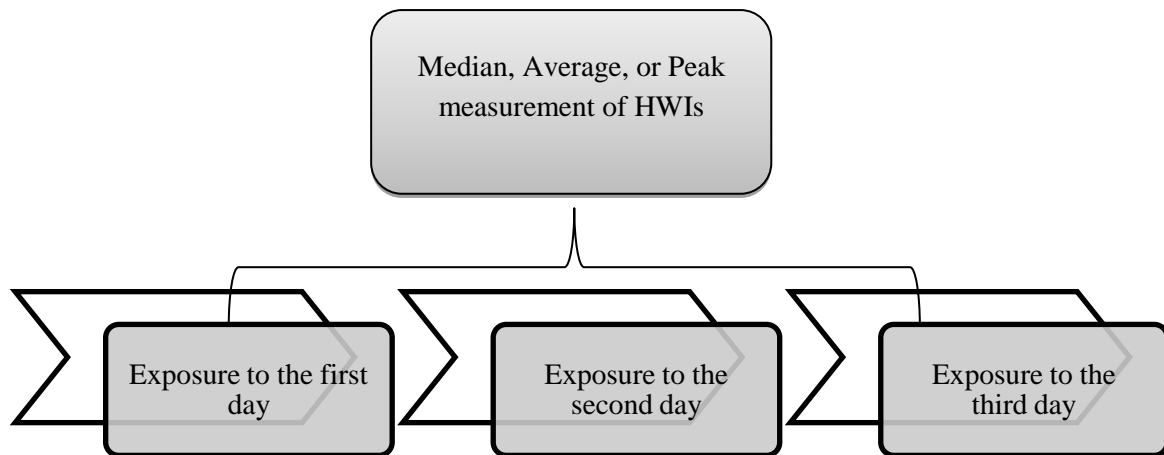 Median, Average, or Peak
measurement of HWIs
Exposure to the first
day
Exposure to the
second day
Exposure to the
third day